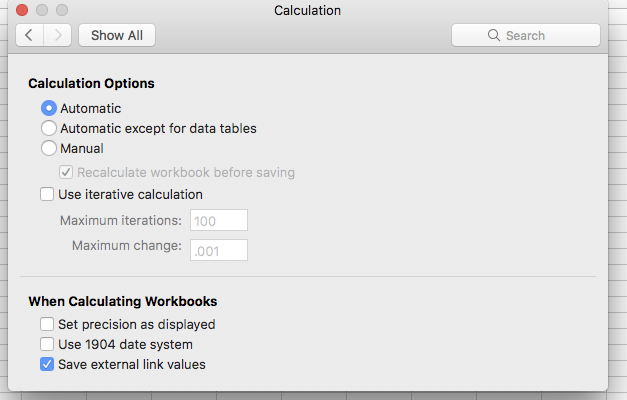 Calculation
Show All
Search
Calculation Options
Automatic
Automatic except for data tables
Manual
Recalculate workbook before saving
Use iterative calculation
Maximum iterations: 100
Maximum change: .001
When Calculating Workbooks
Set precision as displayed
Use 1904 date system
Save external link values